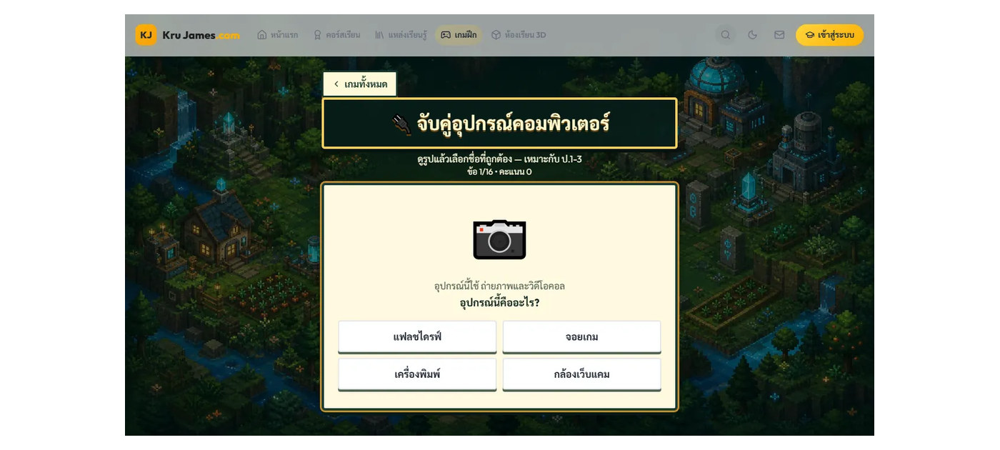 KJ Kru James.com หน้าแรก คอร์สเรียน แหล่งเรียนรู้ เกมฝึก ห้องเรียน 3D เข้าสู่ระบบ
เกมทั้งหมด
จับคู่อุปกรณ์คอมพิวเตอร์
ดูรูปแล้วเลือกชื่อที่ถูกต้อง — เหมาะกับ ป.1-3
ข้อ 1/16 • คะแนน 0
อุปกรณ์นี้ใช้ ถ่ายภาพและวิดีโอคอล
อุปกรณ์นี้คืออะไร?
แฟลชไดรฟ์ จอยเกม
เครื่องพิมพ์ กล้องเว็บแคม